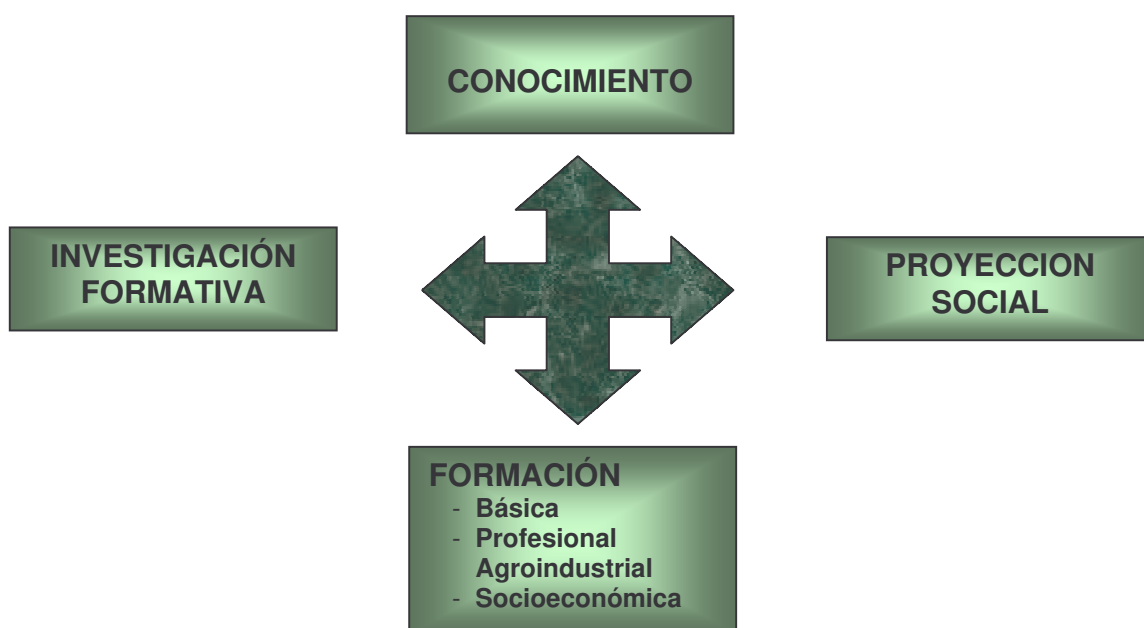 CONOCIMIENTO
INVESTIGACIÓN
FORMATIVA
PROYECCION
SOCIAL
FORMACIÓN
- Básica
- Profesional
Agroindustrial
- Socioeconómica